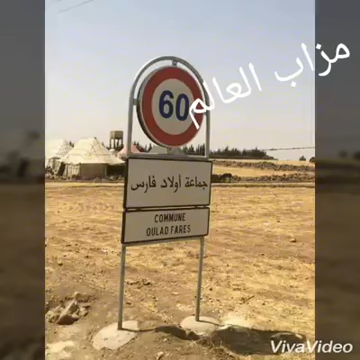 مزاب العالم
60
جماعة أولاد فارس
COMMUNE
OULAD FARES
VivaVideo